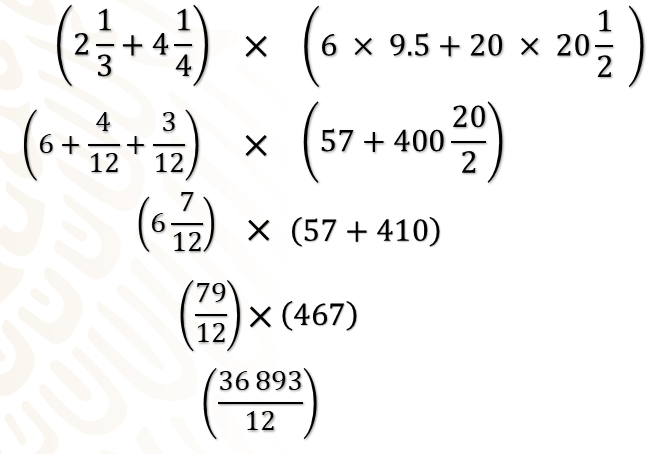 (2 1/3 + 4 1/4) × (6 × 9.5 + 20 × 20 1/2)
(6 + 4/12 + 3/12) × (57 + 400 20/2)
(6 7/12) × (57 + 410)
(79/12) × (467)
(36 893/12)